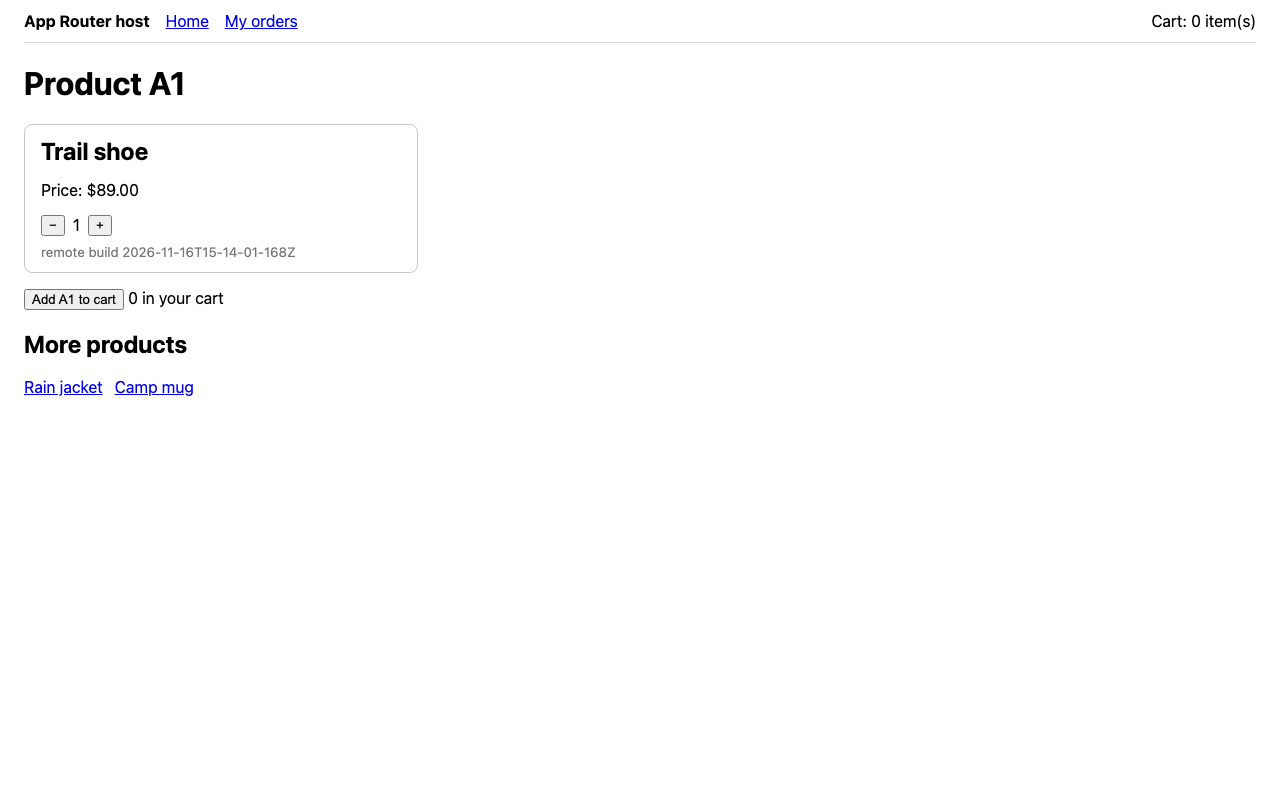 App Router host Home My orders Cart: 0 item(s)
Product A1
Trail shoe
Price: $89.00
− 1 +
remote build 2026-11-16T15-14-01-168Z
Add A1 to cart 0 in your cart
More products
Rain jacket Camp mug